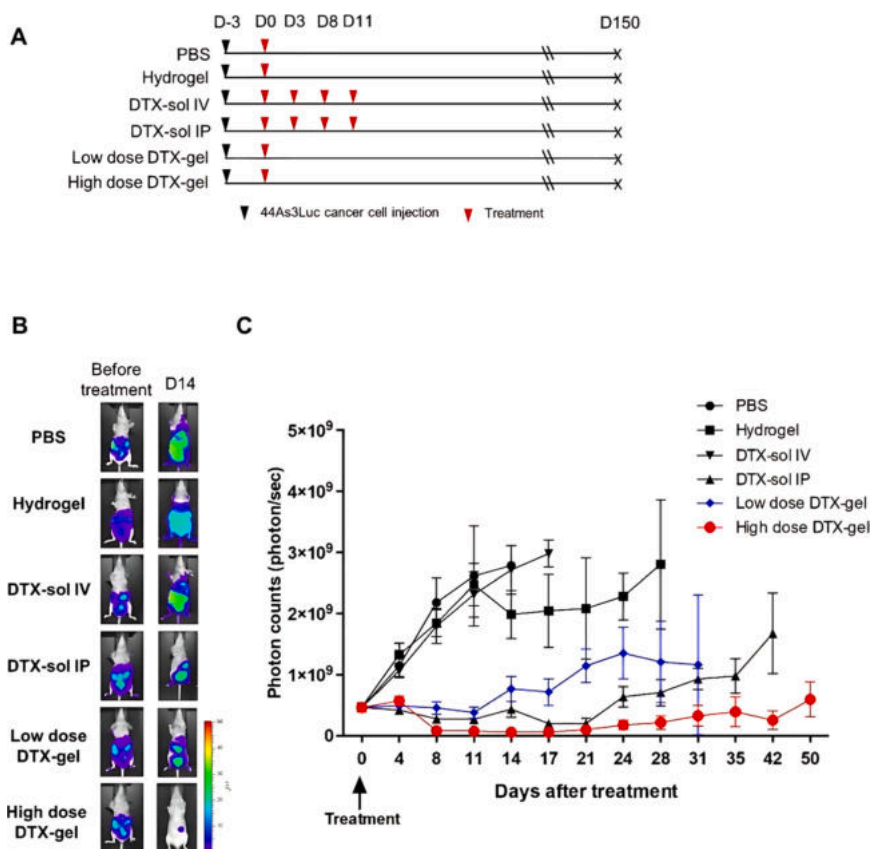 A
D-3 D0 D3 D8 D11 D150
PBS
Hydrogel
DTX-sol IV
DTX-sol IP
Low dose DTX-gel
High dose DTX-gel
44As3Luc cancer cell injection Treatment
B
Before
treatment D14
PBS
Hydrogel
DTX-sol IV
DTX-sol IP
Low dose
DTX-gel
High dose
DTX-gel
C
PBS
Hydrogel
DTX-sol IV
DTX-sol IP
Low dose DTX-gel
High dose DTX-gel
Photon counts (photon/sec)
5×10⁹
4×10⁹
3×10⁹
2×10⁹
1×10⁹
0
0 4 8 11 14 17 21 24 28 31 35 42 50
Days after treatment
Treatment